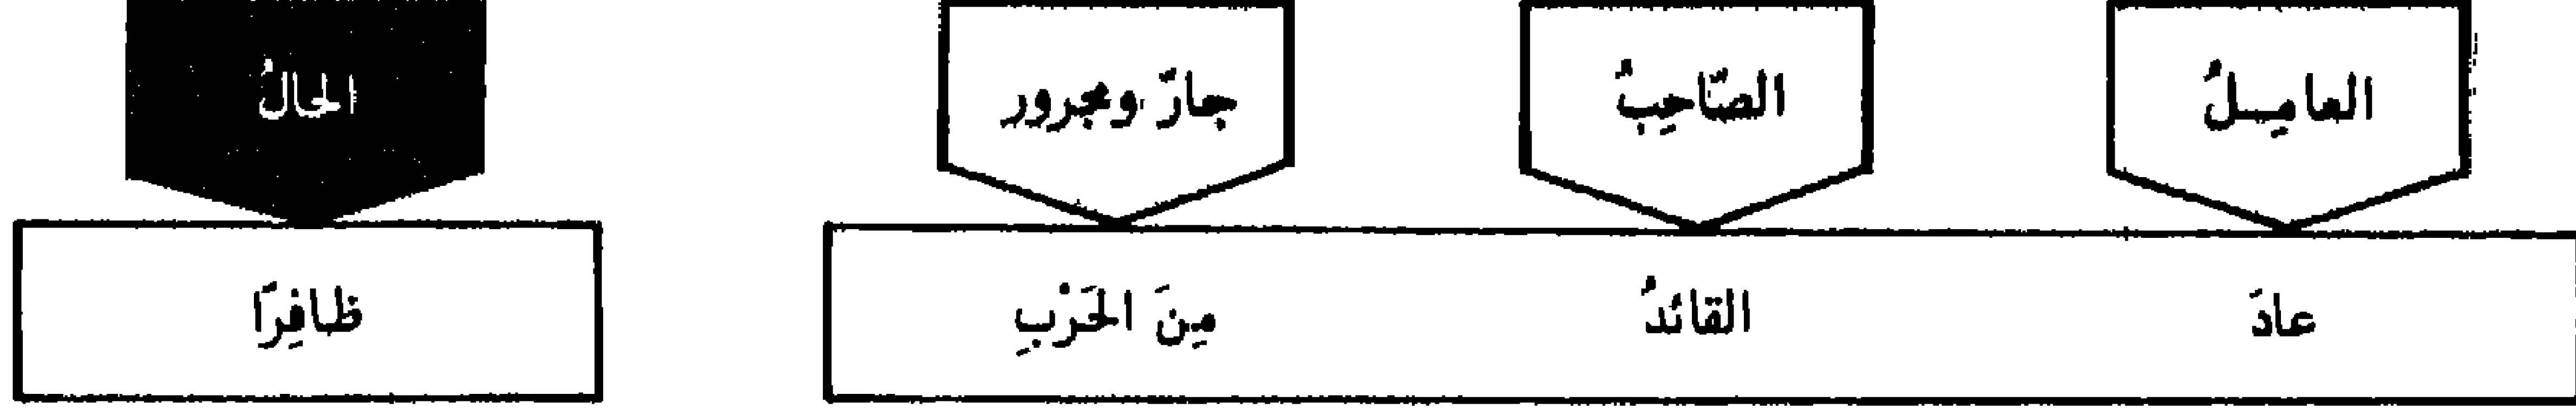 العامِلُ الصّاحِبُ جارّ ومجرور الحالُ
عادَ القائدُ مِنَ الحَرْبِ ظافِرًا